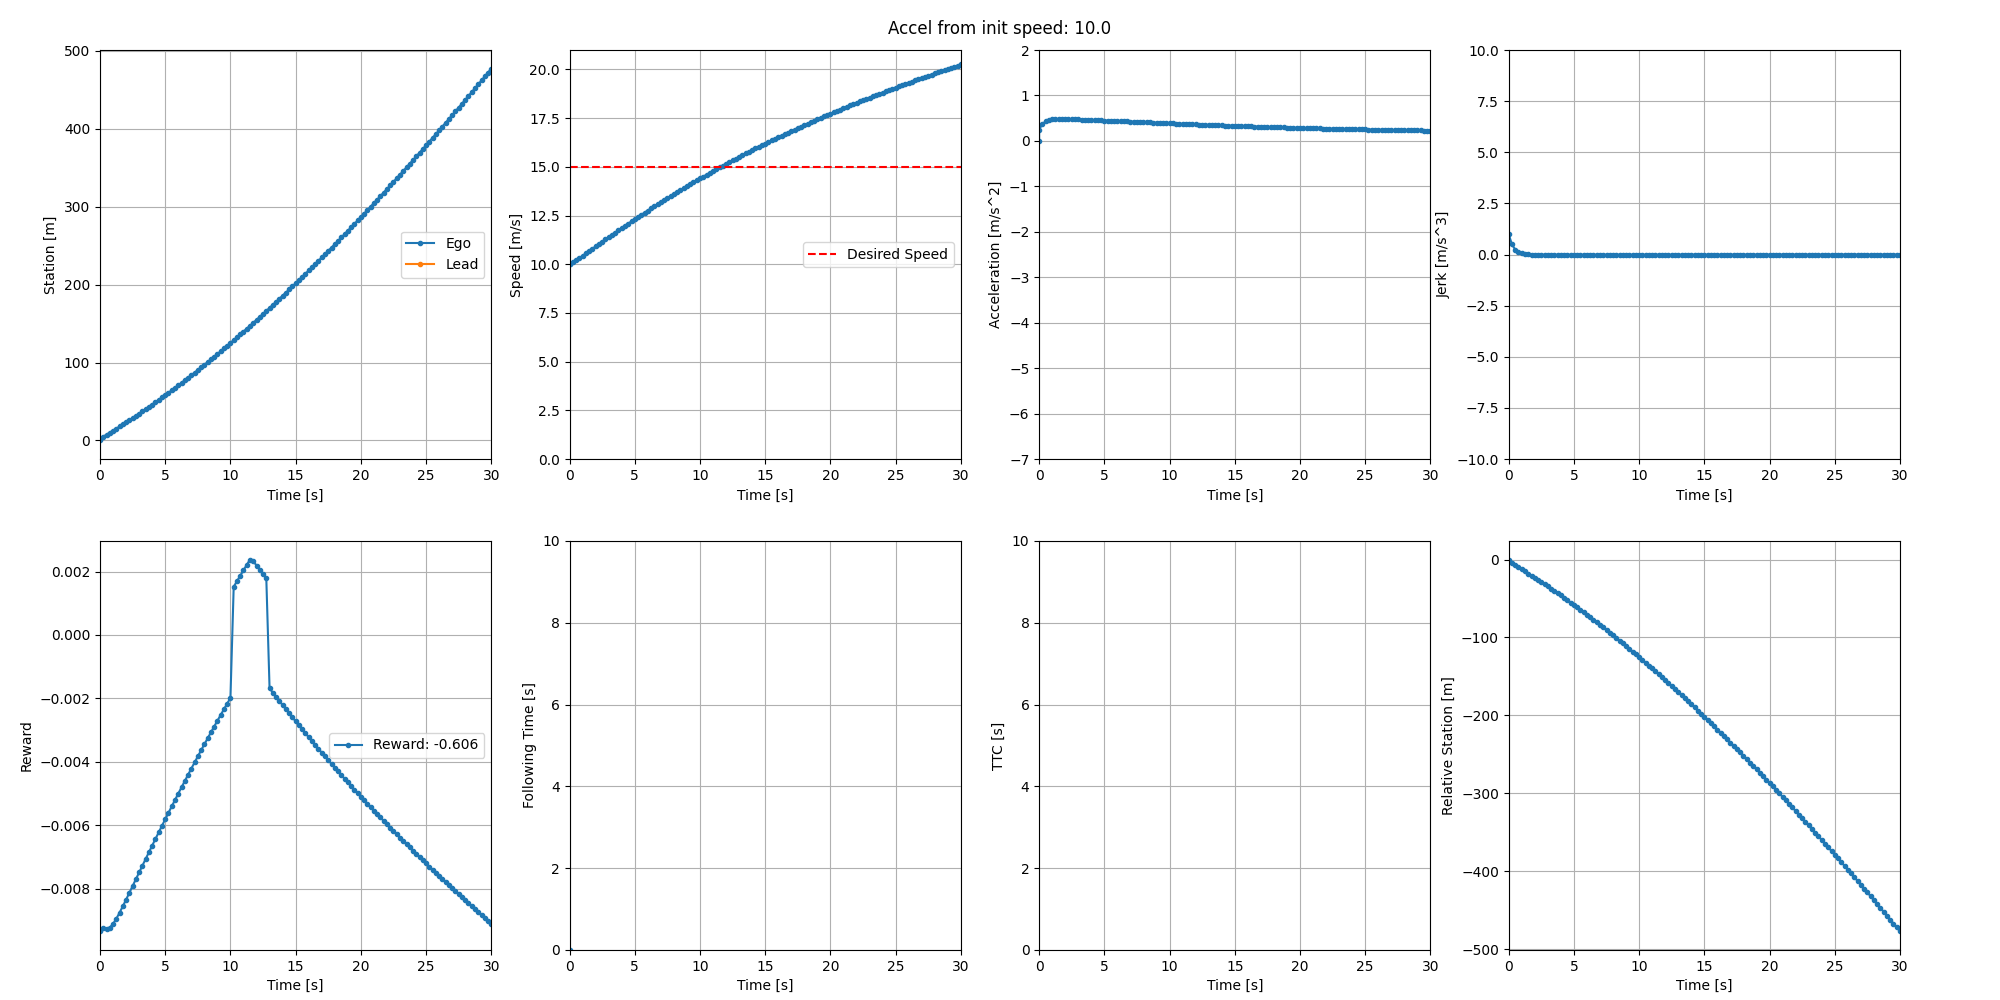 Accel from init speed: 10.0
500
400
300
200
100
0
Station [m]
Ego
Lead
0 5 10 15 20 25 30
Time [s]
20.0
17.5
15.0
12.5
10.0
7.5
5.0
2.5
0.0
Speed [m/s]
Desired Speed
0 5 10 15 20 25 30
Time [s]
2
1
0
−1
−2
−3
−4
−5
−6
−7
Acceleration [m/s^2]
0 5 10 15 20 25 30
Time [s]
10.0
7.5
5.0
2.5
0.0
−2.5
−5.0
−7.5
−10.0
Jerk [m/s^3]
0 5 10 15 20 25 30
Time [s]
0.002
0.000
−0.002
−0.004
−0.006
−0.008
Reward
Reward: -0.606
0 5 10 15 20 25 30
Time [s]
10
8
6
4
2
0
Following Time [s]
0 5 10 15 20 25 30
Time [s]
10
8
6
4
2
0
TTC [s]
0 5 10 15 20 25 30
Time [s]
0
−100
−200
−300
−400
−500
Relative Station [m]
0 5 10 15 20 25 30
Time [s]